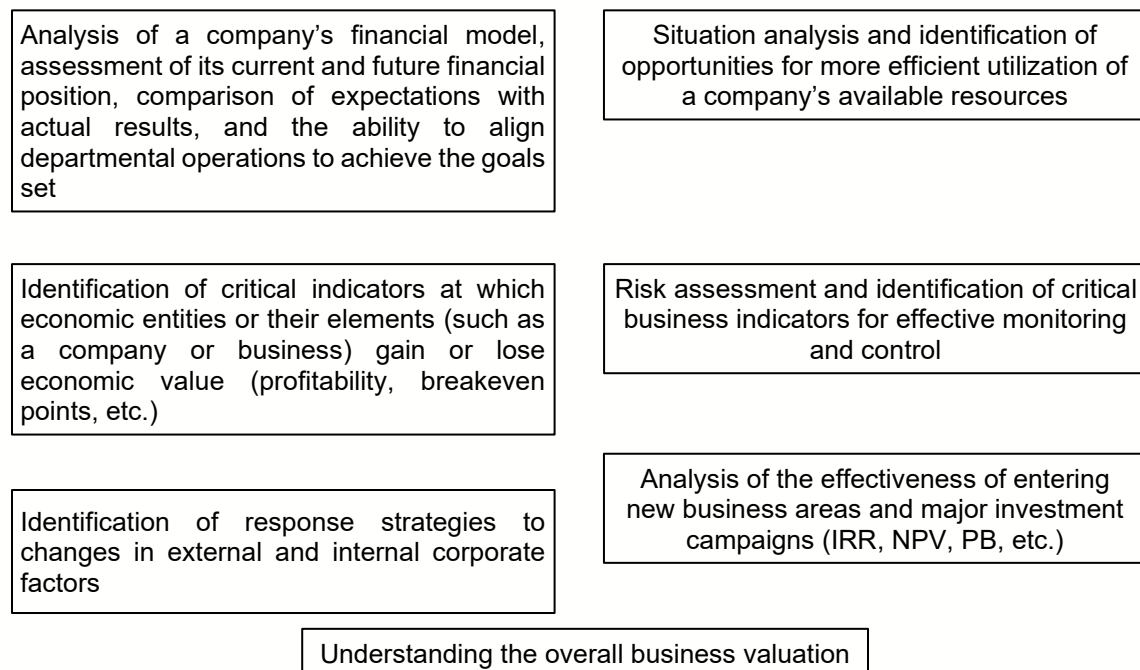 Analysis of a company’s financial model,
assessment of its current and future financial
position, comparison of expectations with
actual results, and the ability to align
departmental operations to achieve the goals
set
Situation analysis and identification of
opportunities for more efficient utilization of
a company’s available resources
Identification of critical indicators at which
economic entities or their elements (such as
a company or business) gain or lose
economic value (profitability, breakeven
points, etc.)
Risk assessment and identification of critical
business indicators for effective monitoring
and control
Identification of response strategies to
changes in external and internal corporate
factors
Analysis of the effectiveness of entering
new business areas and major investment
campaigns (IRR, NPV, PB, etc.)
Understanding the overall business valuation